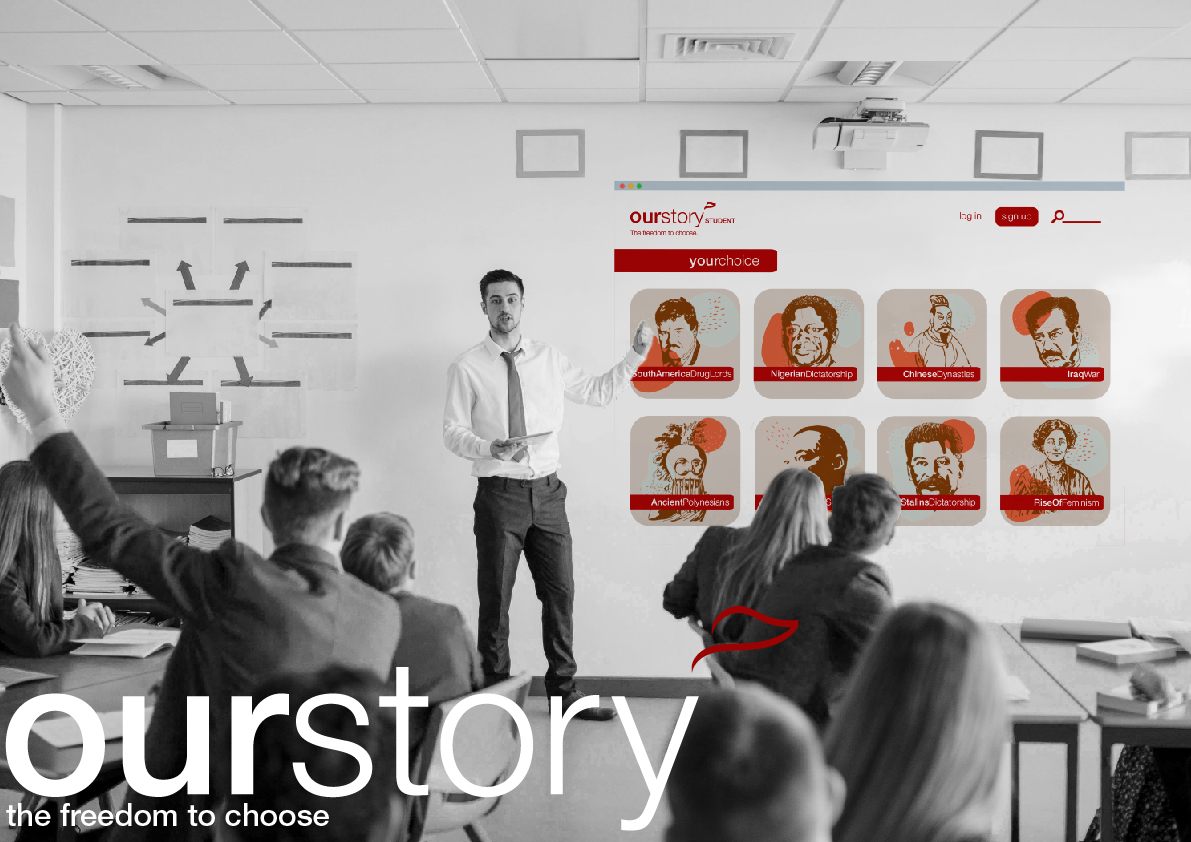 ourstory STUDENT
The freedom to choose.
log in
sign up
yourchoice
SouthAmericaDrugLords
NigerianDictatorship
ChineseDynasties
IraqWar
AncientPolynesians
StalinsDictatorship
RiseOfFeminism
ourstory
the freedom to choose